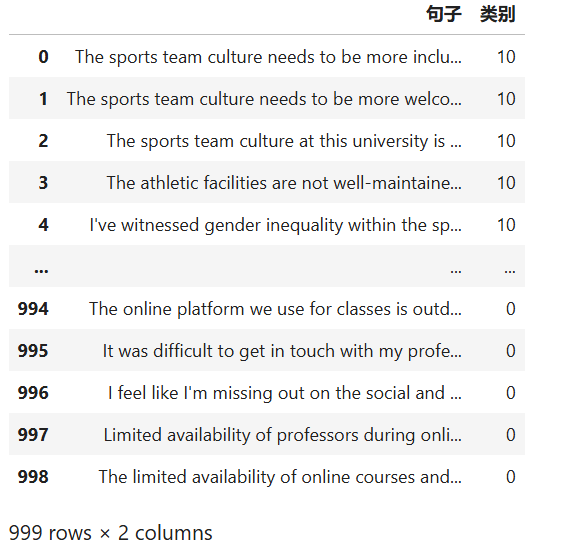 句子 类别
0 The sports team culture needs to be more inclu... 10
1 The sports team culture needs to be more welco... 10
2 The sports team culture at this university is ... 10
3 The athletic facilities are not well-maintaine... 10
4 I've witnessed gender inequality within the sp... 10
... ... ...
994 The online platform we use for classes is outd... 0
995 It was difficult to get in touch with my profe... 0
996 I feel like I'm missing out on the social and ... 0
997 Limited availability of professors during onli... 0
998 The limited availability of online courses and... 0
999 rows × 2 columns